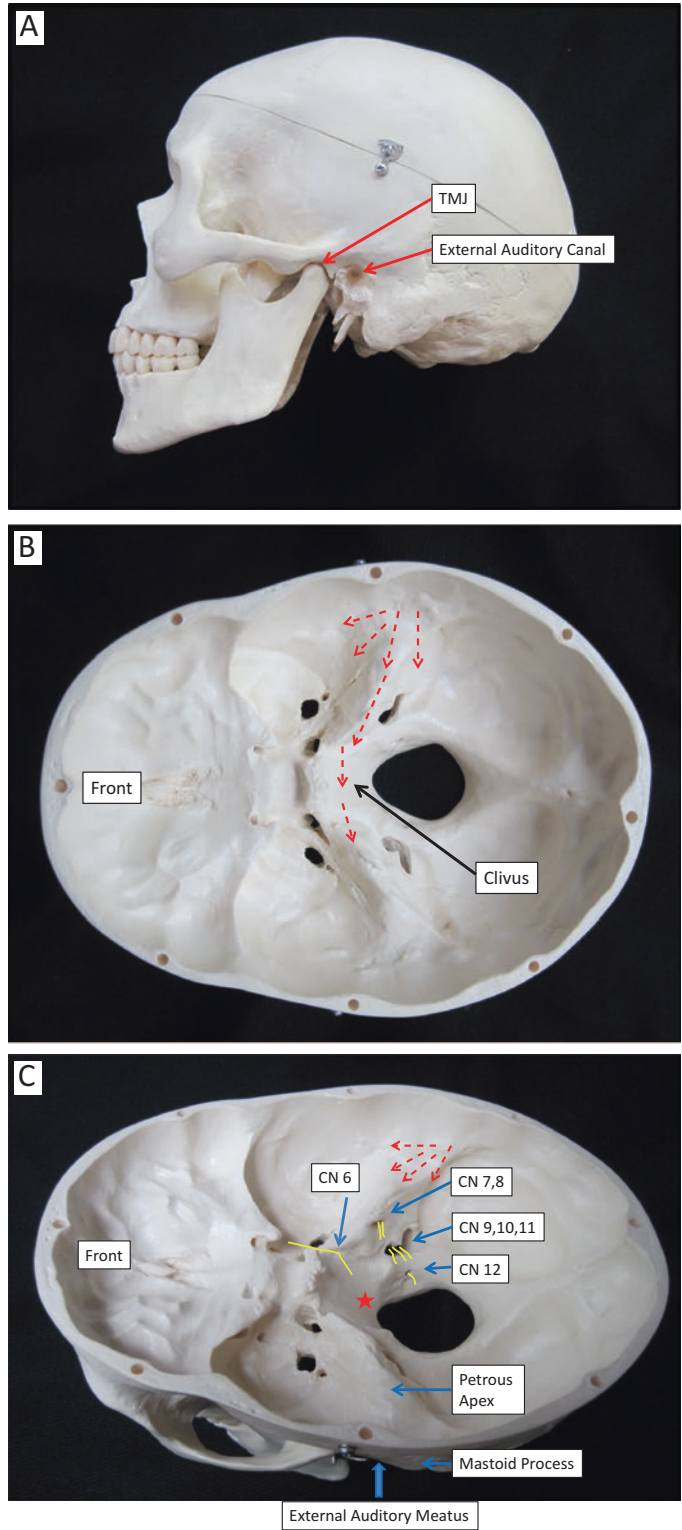 A
TMJ
External Auditory Canal
B
Front
Clivus
C
CN 6
CN 7,8
CN 9,10,11
Front
CN 12
Petrous
Apex
Mastoid Process
External Auditory Meatus